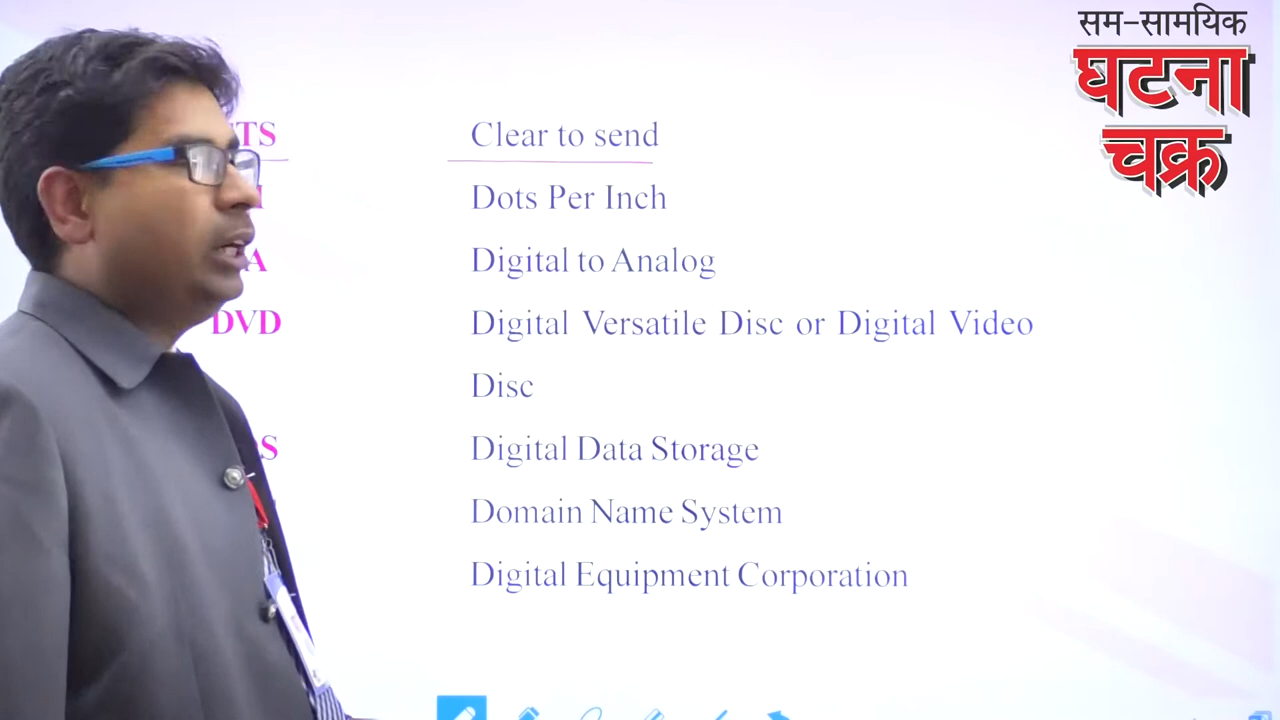 सम-सामयिक
घटना
चक्र
TS Clear to send
Dots Per Inch
A Digital to Analog
DVD Digital Versatile Disc or Digital Video
Disc
S Digital Data Storage
Domain Name System
Digital Equipment Corporation